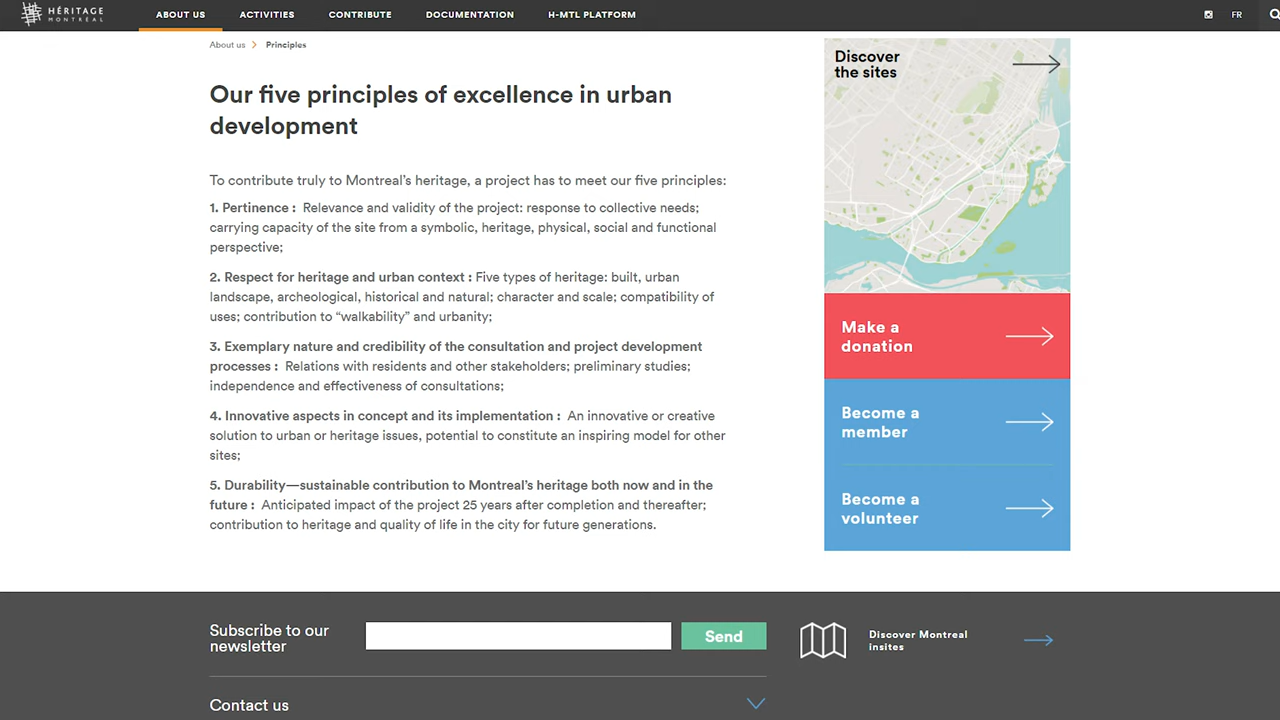 HÉRITAGE
MONTRÉAL
ABOUT US
ACTIVITIES
CONTRIBUTE
DOCUMENTATION
H-MTL PLATFORM
FR
About us
Principles
Our five principles of excellence in urban
development
To contribute truly to Montreal’s heritage, a project has to meet our five principles:
1. Pertinence :  Relevance and validity of the project: response to collective needs;
carrying capacity of the site from a symbolic, heritage, physical, social and functional
perspective;
2. Respect for heritage and urban context : Five types of heritage: built, urban
landscape, archeological, historical and natural; character and scale; compatibility of
uses; contribution to “walkability” and urbanity;
3. Exemplary nature and credibility of the consultation and project development
processes :  Relations with residents and other stakeholders; preliminary studies;
independence and effectiveness of consultations;
4. Innovative aspects in concept and its implementation :  An innovative or creative
solution to urban or heritage issues, potential to constitute an inspiring model for other
sites;
5. Durability—sustainable contribution to Montreal’s heritage both now and in the
future :  Anticipated impact of the project 25 years after completion and thereafter;
contribution to heritage and quality of life in the city for future generations.
Discover
the sites
Make a
donation
Become a
member
Become a
volunteer
Subscribe to our
newsletter
Send
Discover Montreal
insites
Contact us